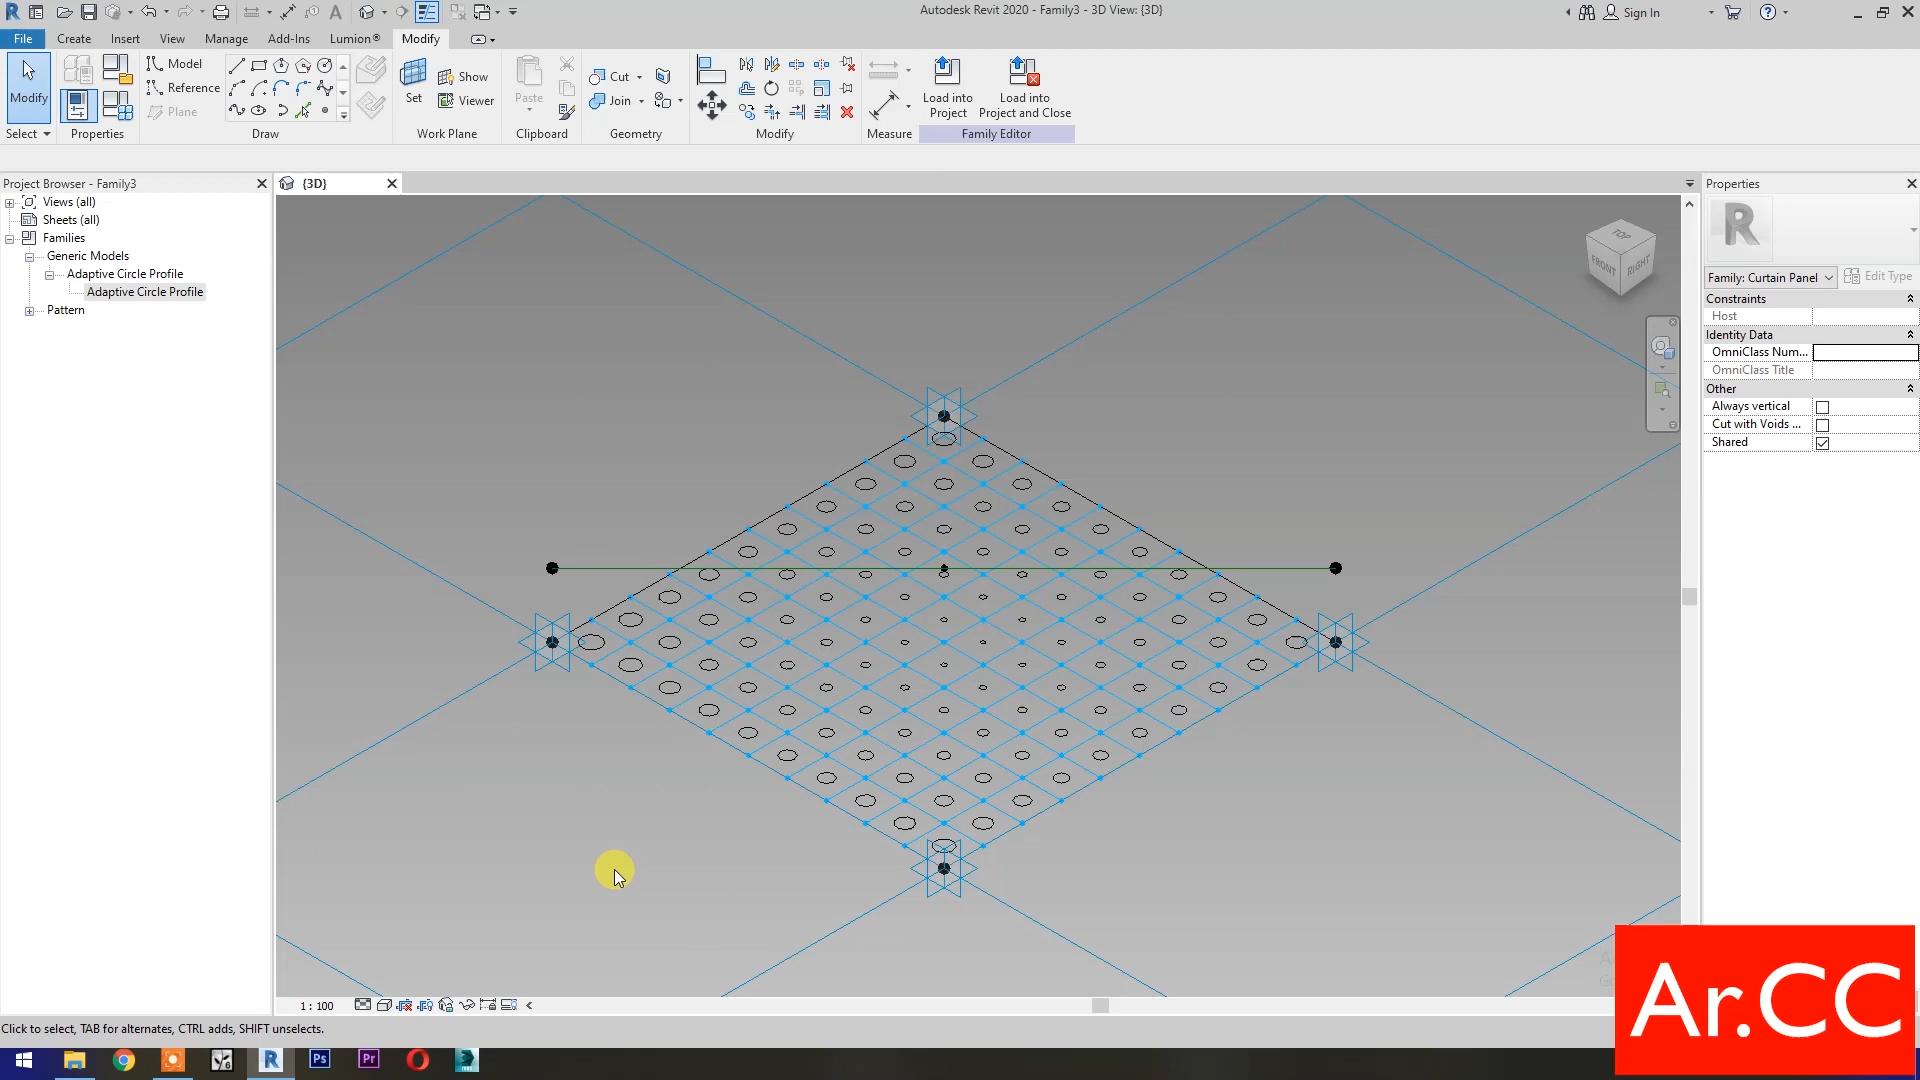 Autodesk Revit 2020 - Family3 - 3D View: {3D}
Sign In
File Create Insert View Manage Add-Ins Lumion® Modify
Modify
Select
Properties
Model
Reference
Plane
Draw
Set
Show
Viewer
Work Plane
Paste
Clipboard
Cut
Join
Geometry
Modify
Measure
Load into
Project
Load into
Project and Close
Family Editor
Project Browser - Family3
Views (all)
Sheets (all)
Families
Generic Models
Adaptive Circle Profile
Adaptive Circle Profile
Pattern
{3D}
TOP
FRONT
RIGHT
Properties
R
Family: Curtain Panel
Edit Type
Constraints
Host
Identity Data
OmniClass Num...
OmniClass Title
Other
Always vertical
Cut with Voids ...
Shared
1 : 100
Click to select, TAB for alternates, CTRL adds, SHIFT unselects.
Ar.CC
R
Ps
Pr